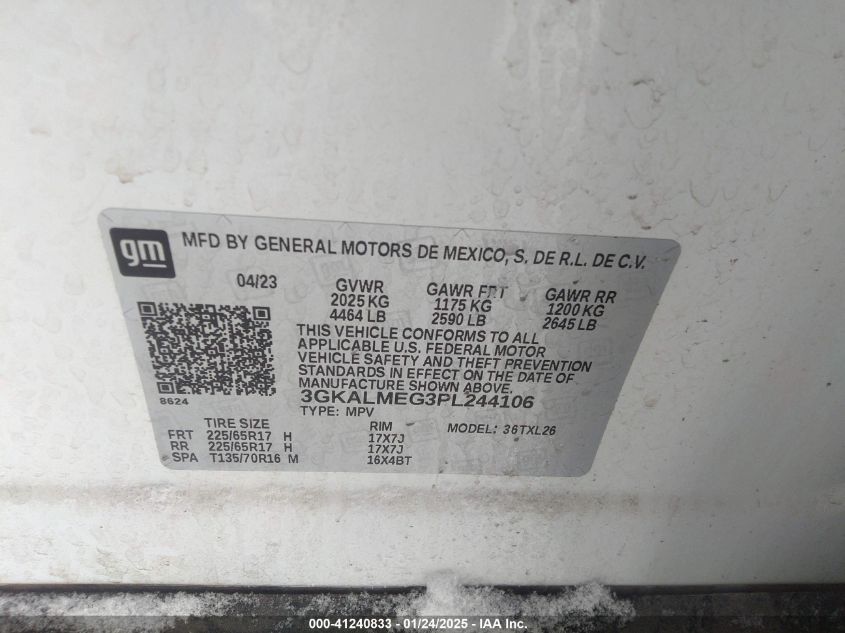 gm
MFD BY GENERAL MOTORS DE MEXICO, S. DE R.L. DE C.V.
04/23
GVWR
2025 KG
4464 LB
GAWR FRT
1175 KG
2590 LB
GAWR RR
1200 KG
2645 LB
THIS VEHICLE CONFORMS TO ALL
APPLICABLE U.S. FEDERAL MOTOR
VEHICLE SAFETY AND THEFT PREVENTION
STANDARDS IN EFFECT ON THE DATE OF
MANUFACTURE SHOWN ABOVE.
8624
3GKALMEG3PL244106
TYPE: MPV
MODEL: 36TXL26
TIRE SIZE RIM
FRT 225/65R17 H 17X7J
RR 225/65R17 H 17X7J
SPA T135/70R16 M 16X4BT
000-41240833 - 01/24/2025 - IAA Inc.